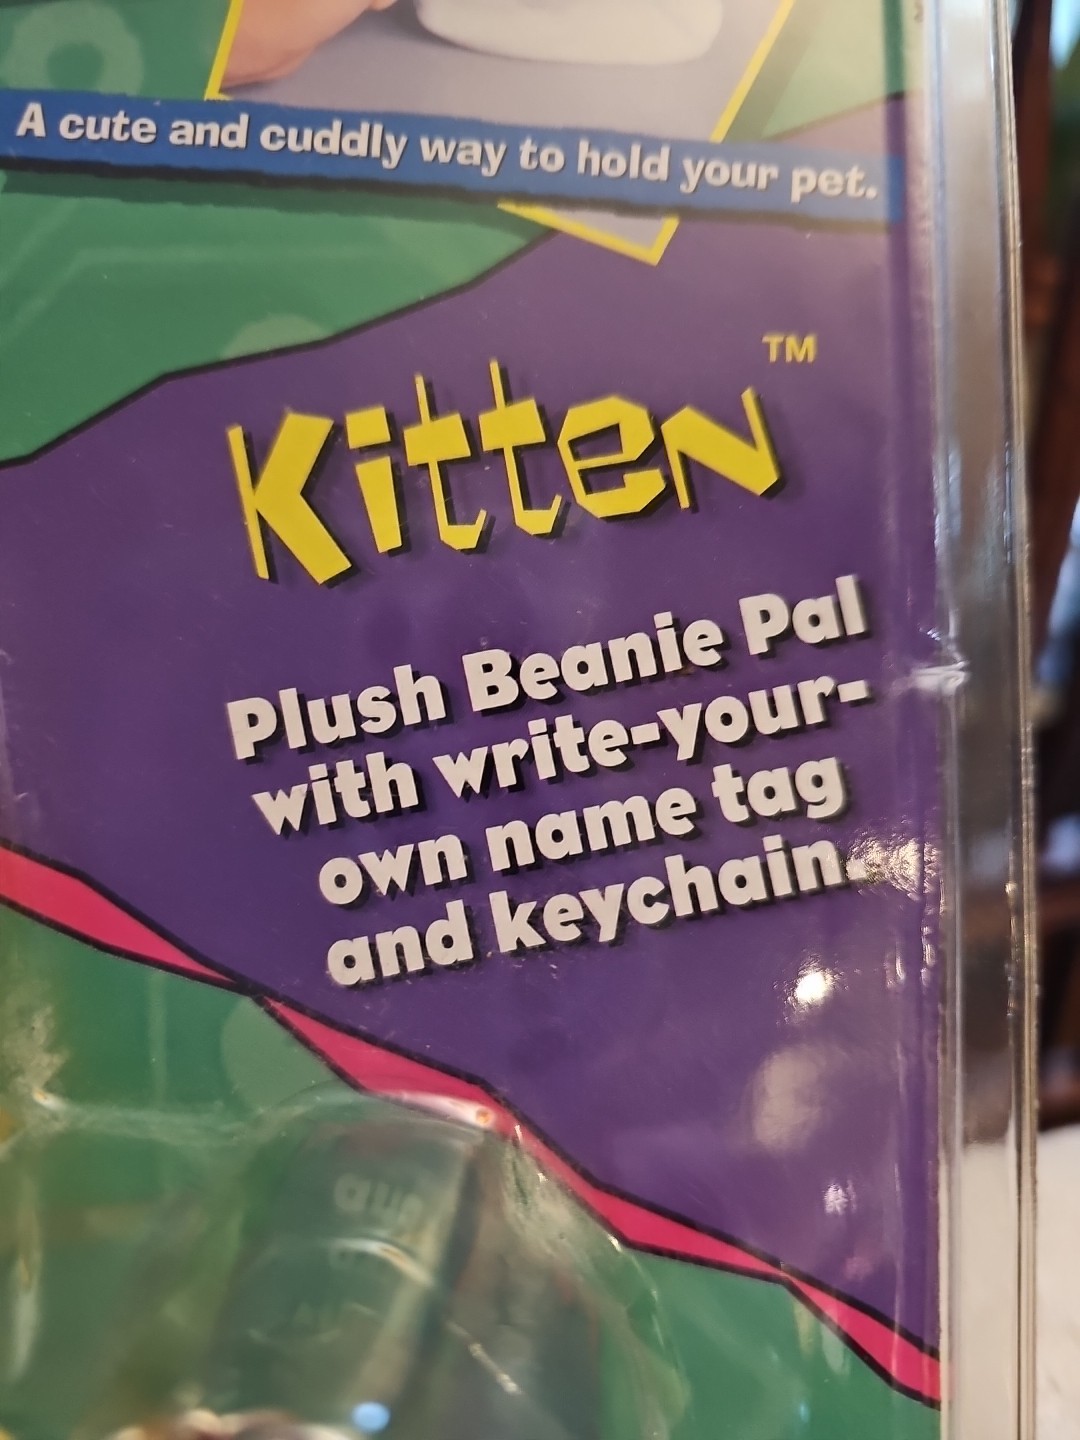 A cute and cuddly way to hold your pet.
Kitten™
Plush Beanie Pal
with write-your-
own name tag
and keychain.